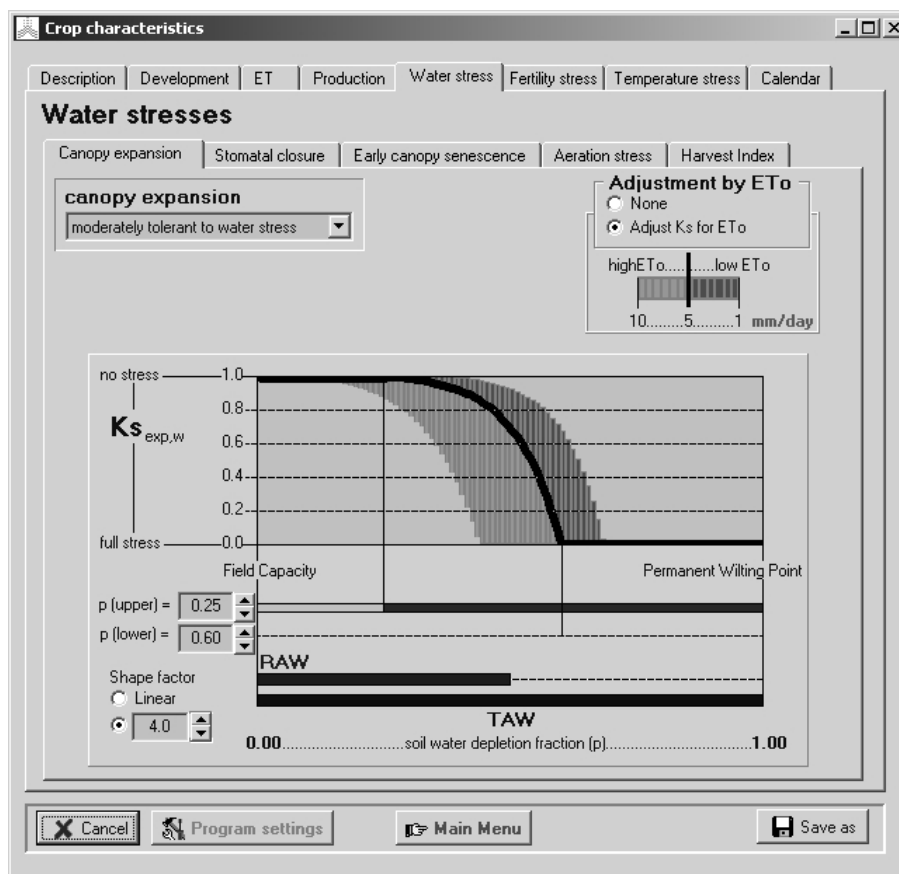 Crop characteristics
Description Development ET Production Water stress Fertility stress Temperature stress Calendar
Water stresses
Canopy expansion Stomatal closure Early canopy senescence Aeration stress Harvest Index
canopy expansion
moderately tolerant to water stress
Adjustment by ETo
None
Adjust Ks for ETo
highETo...........low ETo
10.........5..........1 mm/day
no stress 1.0
0.8
Ks exp,w
0.6
0.4
0.2
full stress 0.0
Field Capacity Permanent Wilting Point
p (upper) = 0.25
p (lower) = 0.60
RAW
Shape factor
Linear
4.0
TAW
0.00..............................soil water depletion fraction (p)....................................1.00
Cancel Program settings Main Menu Save as